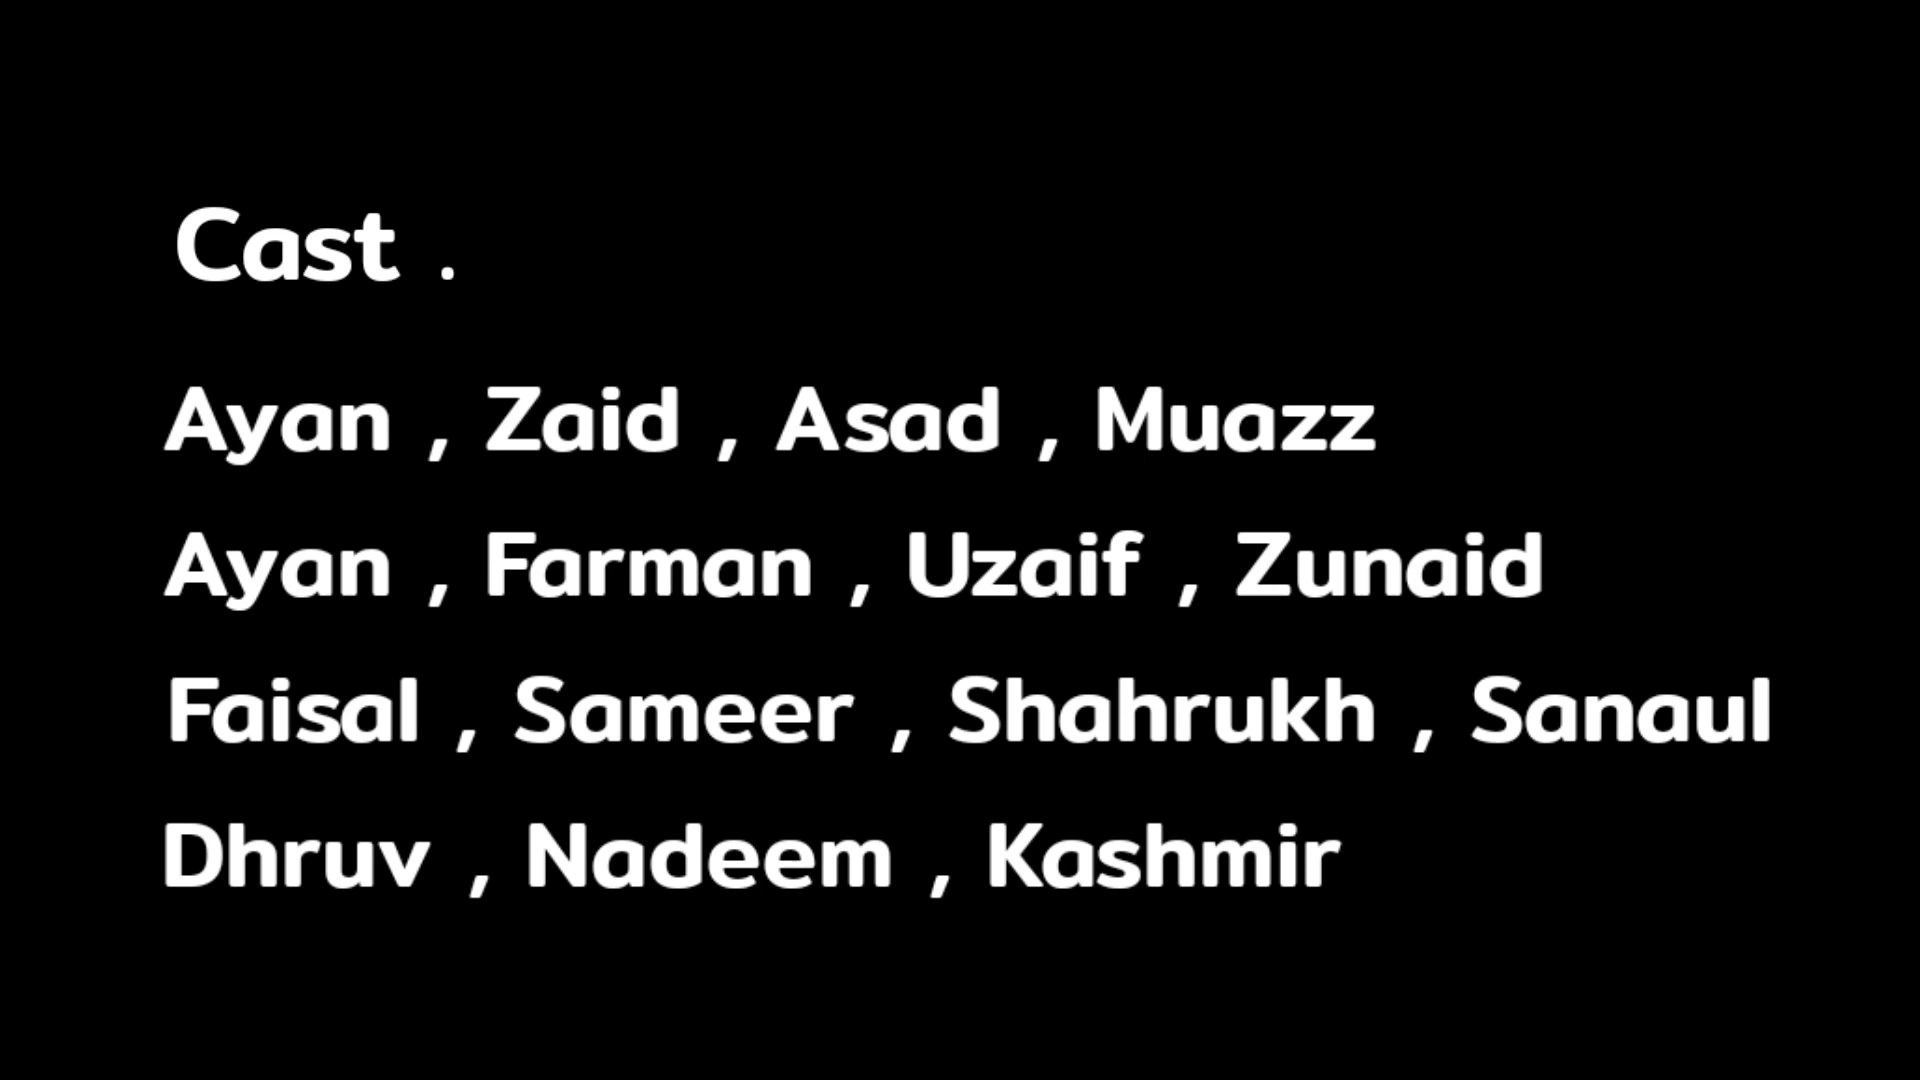 Cast .
Ayan , Zaid , Asad , Muazz
Ayan , Farman , Uzaif , Zunaid
Faisal , Sameer , Shahrukh , Sanaul
Dhruv , Nadeem , Kashmir